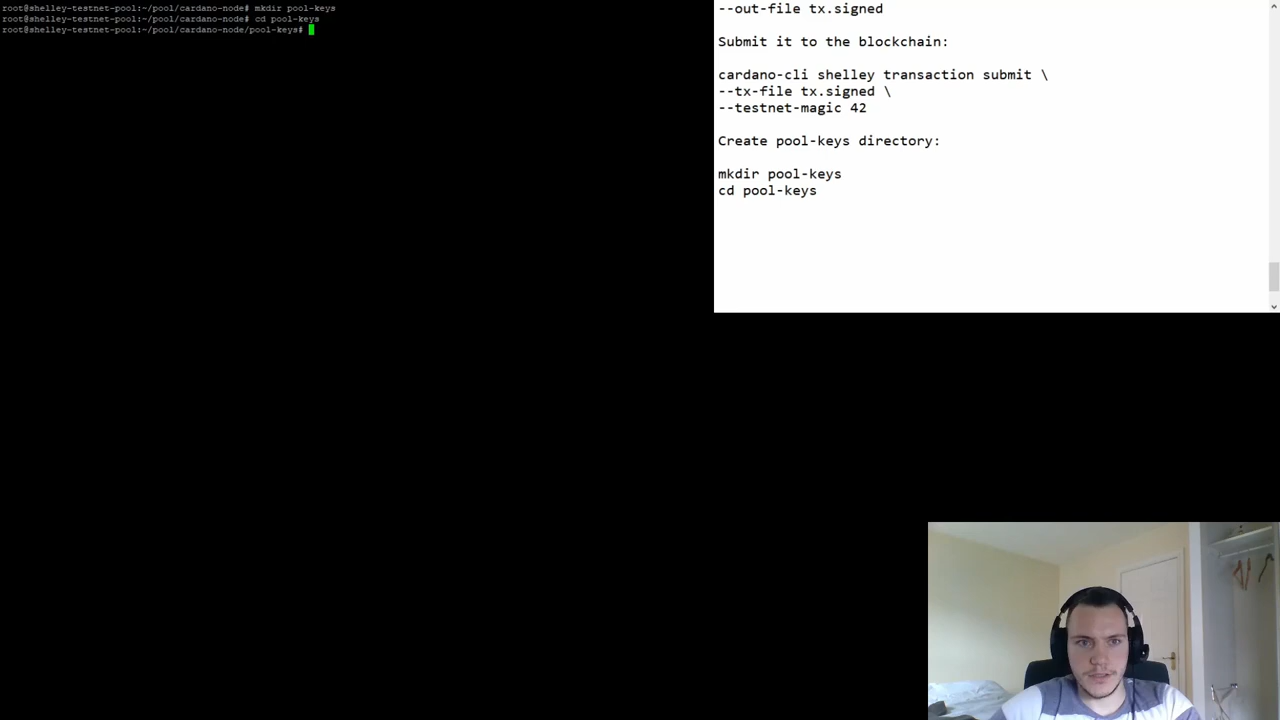 root@shelley-testnet-pool:~/pool/cardano-node# mkdir pool-keys
root@shelley-testnet-pool:~/pool/cardano-node# cd pool-keys
root@shelley-testnet-pool:~/pool/cardano-node/pool-keys#
--out-file tx.signed
Submit it to the blockchain:
cardano-cli shelley transaction submit \
--tx-file tx.signed \
--testnet-magic 42
Create pool-keys directory:
mkdir pool-keys
cd pool-keys